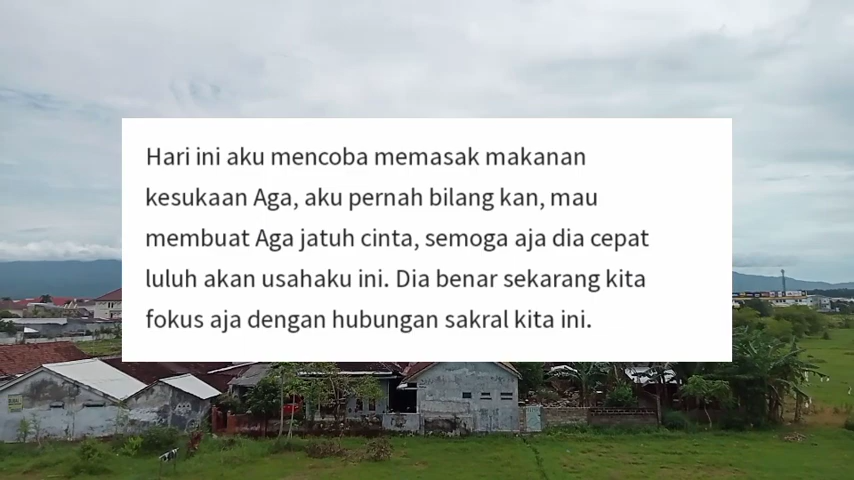 Hari ini aku mencoba memasak makanan
kesukaan Aga, aku pernah bilang kan, mau
membuat Aga jatuh cinta, semoga aja dia cepat
luluh akan usahaku ini. Dia benar sekarang kita
fokus aja dengan hubungan sakral kita ini.